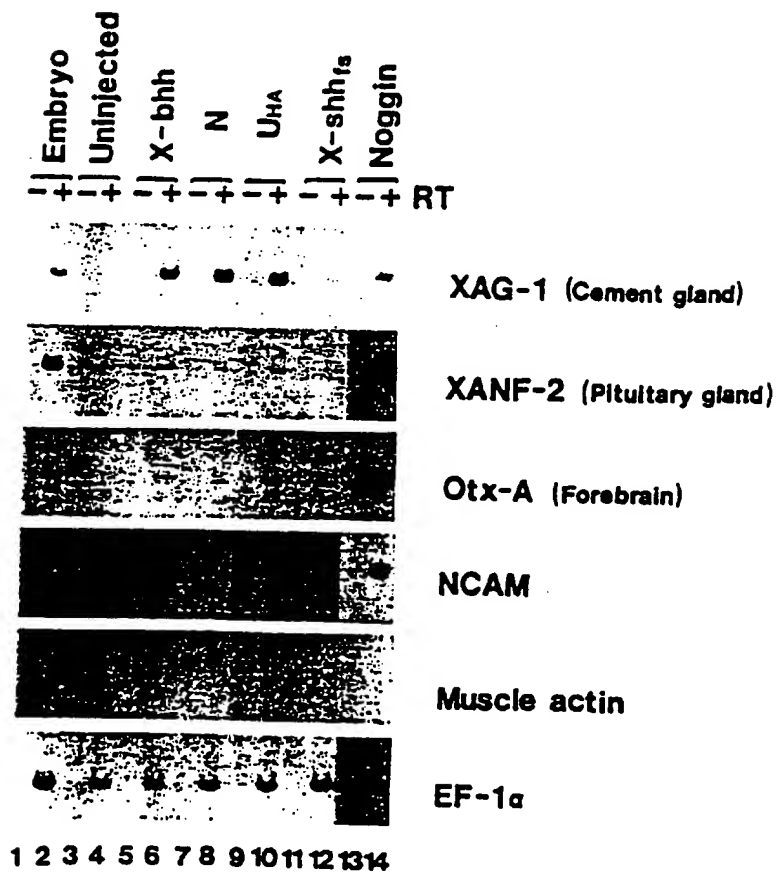 Embryo
Uninjected
X-bhh
N
UHA
X-shhfs
Noggin
- + - + - + - + - + - + - + RT
XAG-1 (Cement gland)
XANF-2 (Pituitary gland)
Otx-A (Forebrain)
NCAM
Muscle actin
EF-1α
1 2 3 4 5 6 7 8 9 10 11 12 13 14